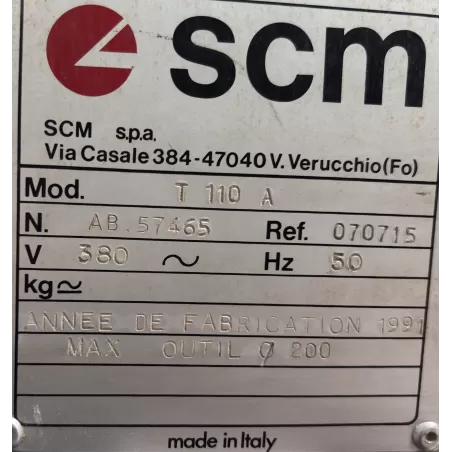 scm
SCM s.p.a.
Via Casale 384-47040 V. Verucchio (Fo)
Mod. T 110 A
N. AB.57465 Ref. 070715
V 380 ~ Hz 50
kg≃
ANNEE DE FABRICATION 1991
MAX OUTIL Ø 200
made in Italy